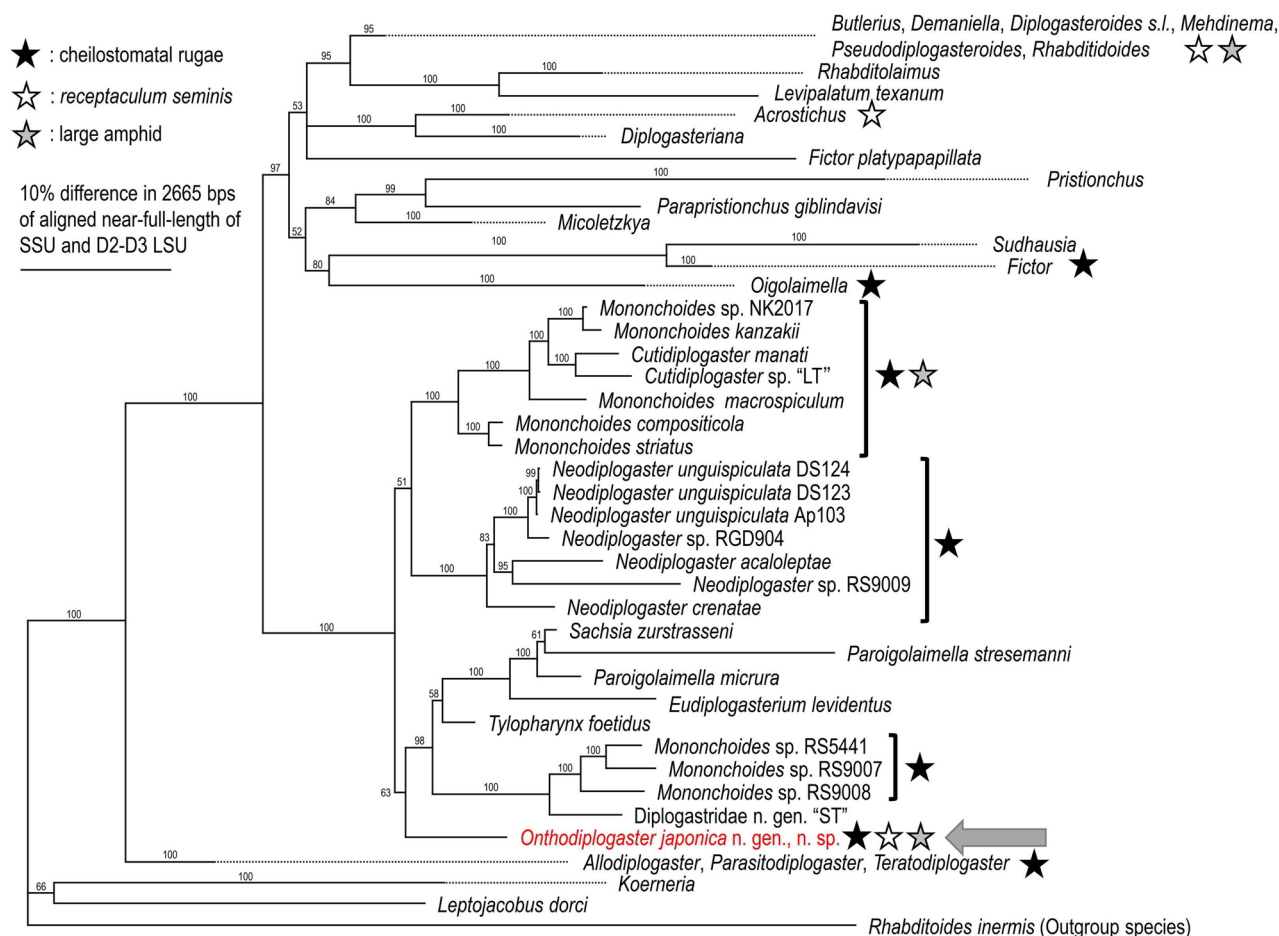 : cheilostomatal rugae
: receptaculum seminis
: large amphid
10% difference in 2665 bps
of aligned near-full-length of
SSU and D2-D3 LSU
Butlerius, Demaniella, Diplogasteroides s.l., Mehdinema,
Pseudodiplogasteroides, Rhabditidoides
Rhabditolaimus
Levipalatum texanum
Acrostichus
Diplogasteriana
Fictor platypapapillata
Pristionchus
Parapristionchus giblindavisi
Micoletzkya
Sudhausia
Fictor
Oigolaimella
Mononchoides sp. NK2017
Mononchoides kanzakii
Cutidiplogaster manati
Cutidiplogaster sp. “LT”
Mononchoides macrospiculum
Mononchoides compositicola
Mononchoides striatus
Neodiplogaster unguispiculata DS124
Neodiplogaster unguispiculata DS123
Neodiplogaster unguispiculata Ap103
Neodiplogaster sp. RGD904
Neodiplogaster acaloleptae
Neodiplogaster sp. RS9009
Neodiplogaster crenatae
Sachsia zurstrasseni
Paroigolaimella stresemanni
Paroigolaimella micrura
Eudiplogasterium levidentus
Tylopharynx foetidus
Mononchoides sp. RS5441
Mononchoides sp. RS9007
Mononchoides sp. RS9008
Diplogastridae n. gen. “ST”
Onthodiplogaster japonica n. gen., n. sp.
Allodiplogaster, Parasitodiplogaster, Teratodiplogaster
Koerneria
Leptojacobus dorci
Rhabditoides inermis (Outgroup species)
95
95
100
100
53
100
100
100
97
100
99
84
100
52
100
100
100
80
100
100
100
100
100
100
100
100
51
99
100
100
83
95
100
100
61
100
100
58
98
100
100
100
63
100
100
100
66